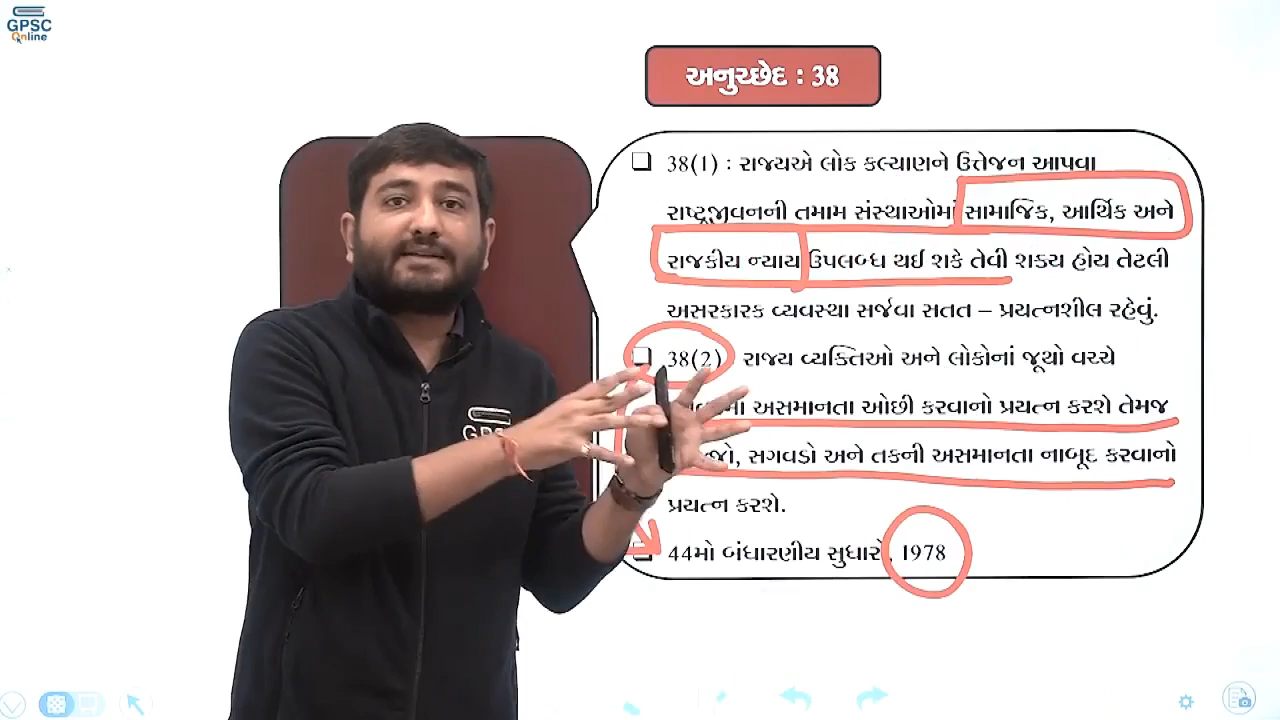 GPSC
Online
અનુચ્છેદ : 38
38(1) : રાજ્યએ લોક કલ્યાણને ઉત્તેજન આપવા
રાષ્ટ્રજીવનની તમામ સંસ્થાઓમાં સામાજિક, આર્થિક અને
રાજકીય ન્યાય ઉપલબ્ધ થઈ શકે તેવી શક્ય હોય તેટલી
અસરકારક વ્યવસ્થા સર્જવા સતત – પ્રયત્નશીલ રહેવું.
38(2) રાજ્ય વ્યક્તિઓ અને લોકોનાં જૂથો વચ્ચે
અસમાનતા ઓછી કરવાનો પ્રયત્ન કરશે તેમજ
સગવડો અને તકની અસમાનતા નાબૂદ કરવાનો
પ્રયત્ન કરશે.
44મો બંધારણીય સુધારો, 1978